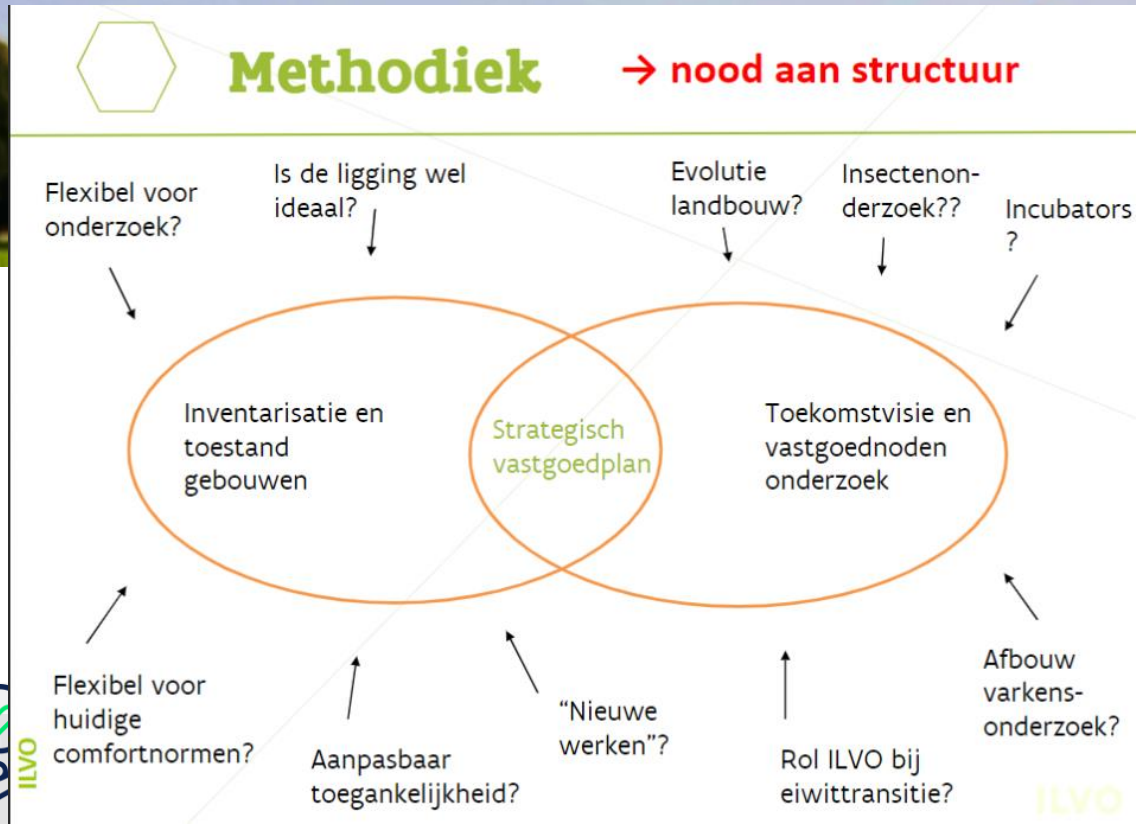 Methodiek → nood aan structuur
Flexibel voor
onderzoek?
Is de ligging wel
ideaal?
Evolutie
landbouw?
Insectenon-
derzoek??
Incubators
?
Inventarisatie en
toestand
gebouwen
Strategisch
vastgoedplan
Toekomstvisie en
vastgoednoden
onderzoek
Flexibel voor
huidige
comfortnormen?
Aanpasbaar
toegankelijkheid?
“Nieuwe
werken”?
Rol ILVO bij
eiwittransitie?
Afbouw
varkens-
onderzoek?
ILVO
ILVO